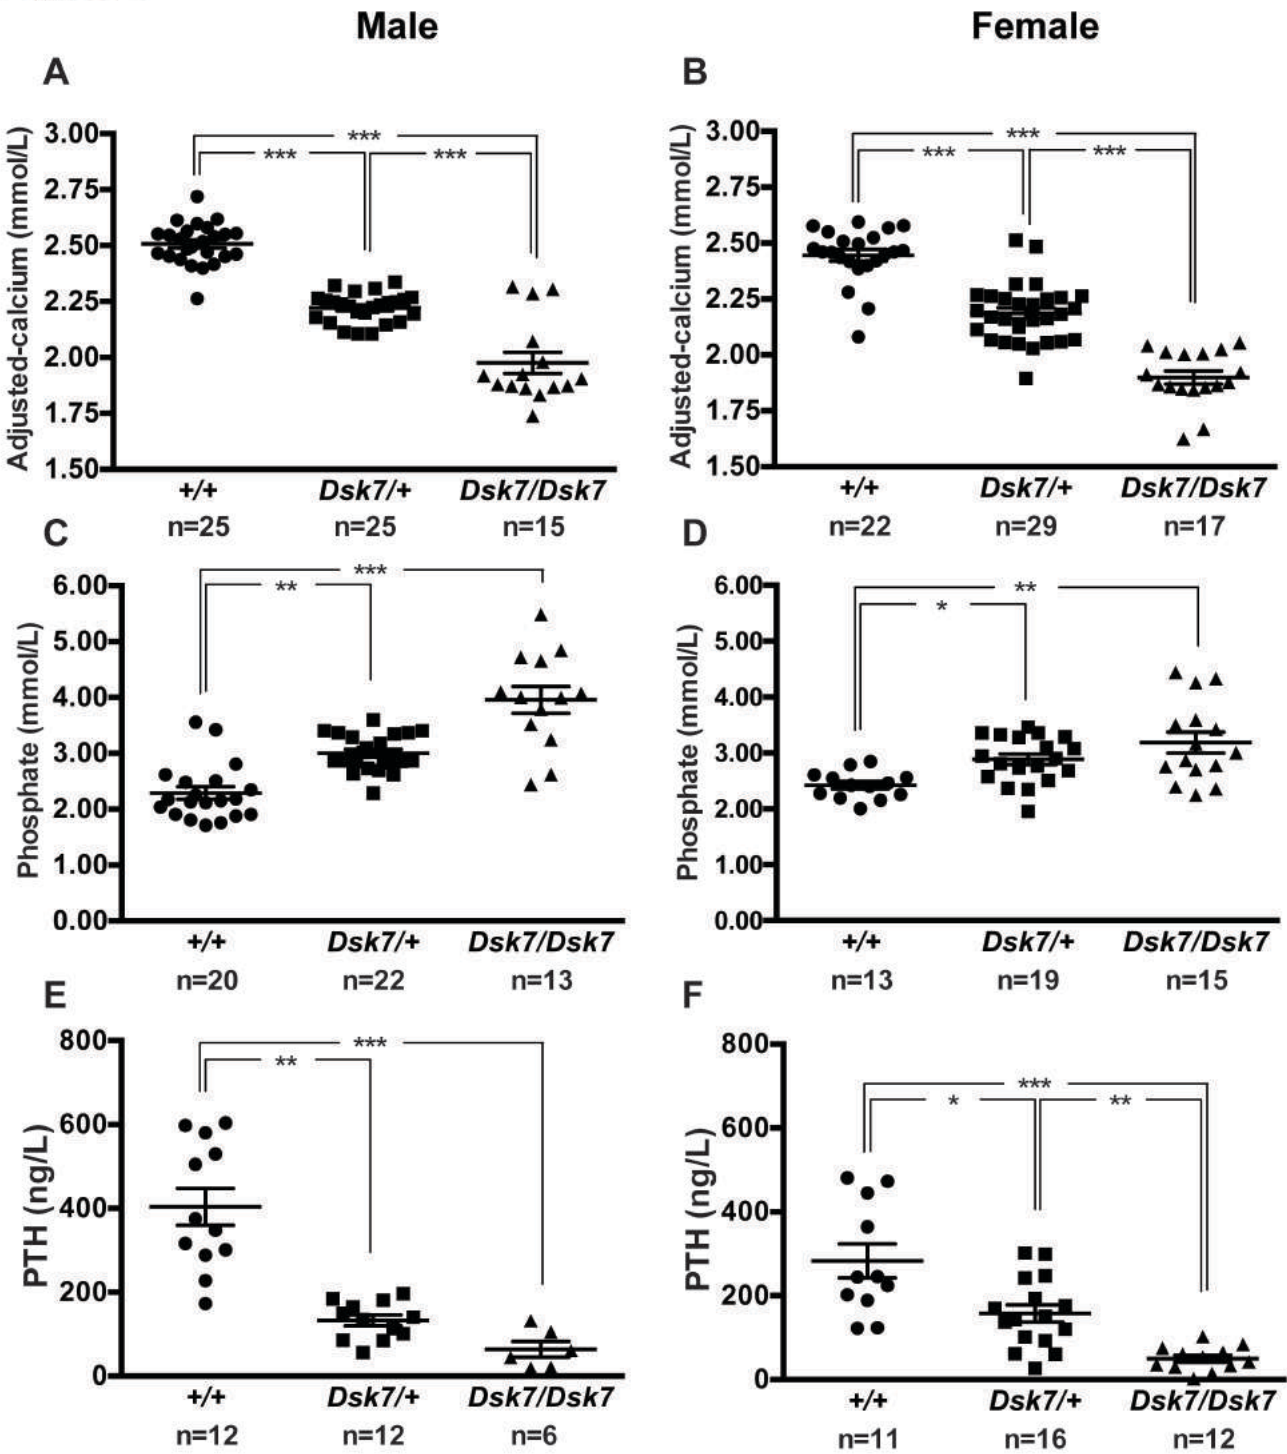 Male Female
A B
Adjusted-calcium (mmol/L)
3.00
2.75
2.50
2.25
2.00
1.75
1.50
*** *** ***
+/+ Dsk7/+ Dsk7/Dsk7
n=25 n=25 n=15
Adjusted-calcium (mmol/L)
3.00
2.75
2.50
2.25
2.00
1.75
1.50
*** *** ***
+/+ Dsk7/+ Dsk7/Dsk7
n=22 n=29 n=17
C D
Phosphate (mmol/L)
6.00
5.00
4.00
3.00
2.00
1.00
0.00
***
**
+/+ Dsk7/+ Dsk7/Dsk7
n=20 n=22 n=13
Phosphate (mmol/L)
6.00
5.00
4.00
3.00
2.00
1.00
0.00
**
*
+/+ Dsk7/+ Dsk7/Dsk7
n=13 n=19 n=15
E F
PTH (ng/L)
800
600
400
200
0
***
**
+/+ Dsk7/+ Dsk7/Dsk7
n=12 n=12 n=6
PTH (ng/L)
800
600
400
200
0
***
* **
+/+ Dsk7/+ Dsk7/Dsk7
n=11 n=16 n=12